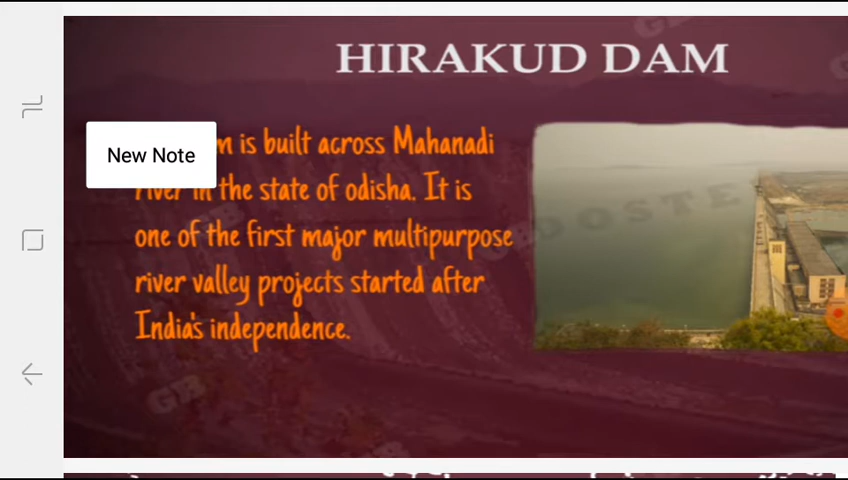 HIRAKUD DAM
New Note
is built across Mahanadi
river in the state of odisha. It is
one of the first major multipurpose
river valley projects started after
India's independence.